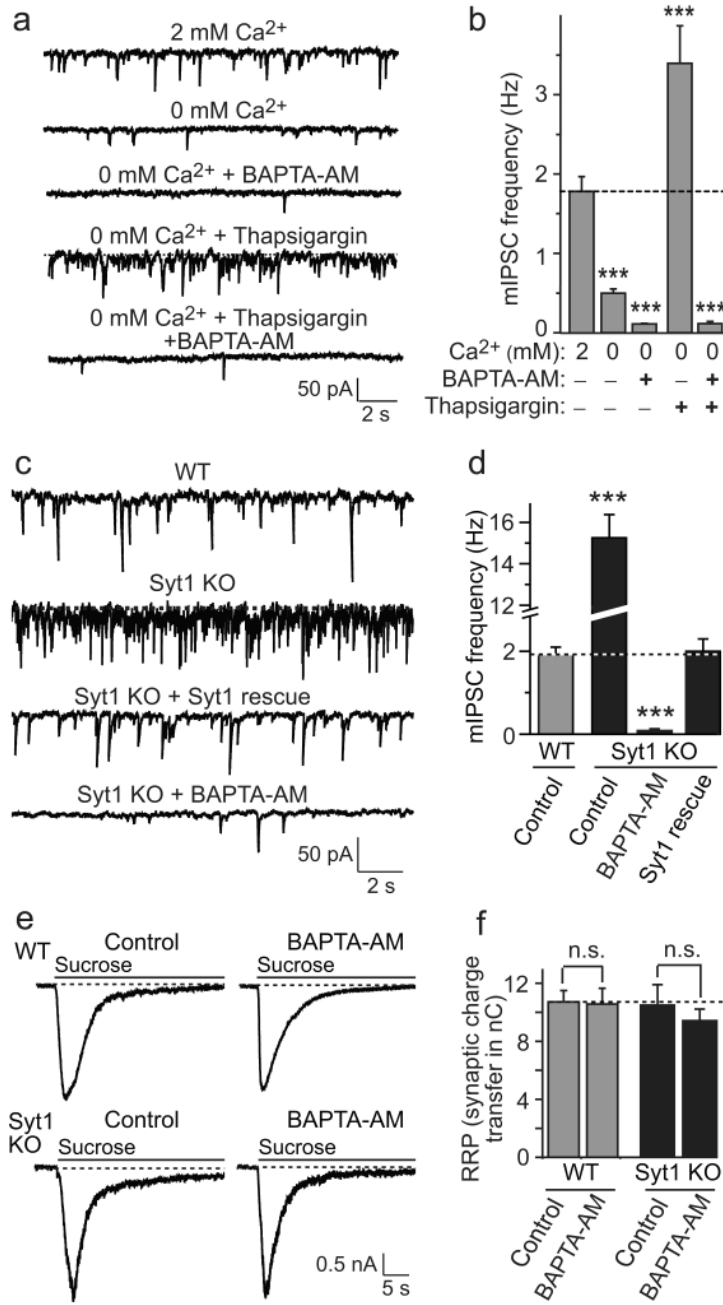 a
2 mM Ca2+
0 mM Ca2+
0 mM Ca2+ + BAPTA-AM
0 mM Ca2+ + Thapsigargin
0 mM Ca2+ + Thapsigargin
+BAPTA-AM
50 pA
2 s
b
mIPSC frequency (Hz)
3
2
1
0
***
***
***
***
Ca2+ (mM): 2 0 0 0 0
BAPTA-AM: – – + – +
Thapsigargin: – – – + +
c
WT
Syt1 KO
Syt1 KO + Syt1 rescue
Syt1 KO + BAPTA-AM
50 pA
2 s
d
mIPSC frequency (Hz)
16
14
12
2
0
***
***
WT
Syt1 KO
Control
Control
BAPTA-AM
Syt1 rescue
e
WT
Control
BAPTA-AM
Sucrose
Sucrose
Syt1
KO
Control
BAPTA-AM
Sucrose
Sucrose
0.5 nA
5 s
f
RRP (synaptic charge
transfer in nC)
12
9
6
3
0
n.s.
n.s.
WT
Syt1 KO
Control
BAPTA-AM
Control
BAPTA-AM